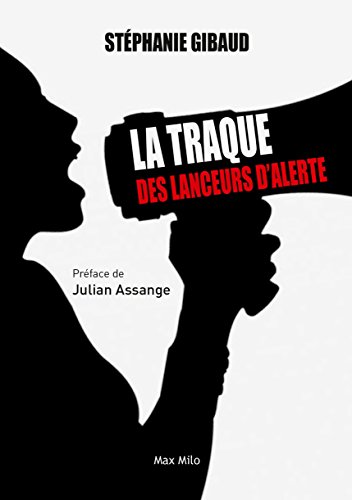 STÉPHANIE GIBAUD
LA TRAQUE
DES LANCEURS D'ALERTE
Préface de
Julian Assange
Max Milo